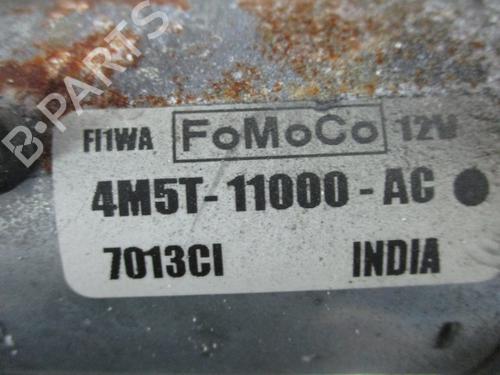 B-PARTS
FI1WA FoMoCo 12V
4M5T-11000-AC
7013CI INDIA